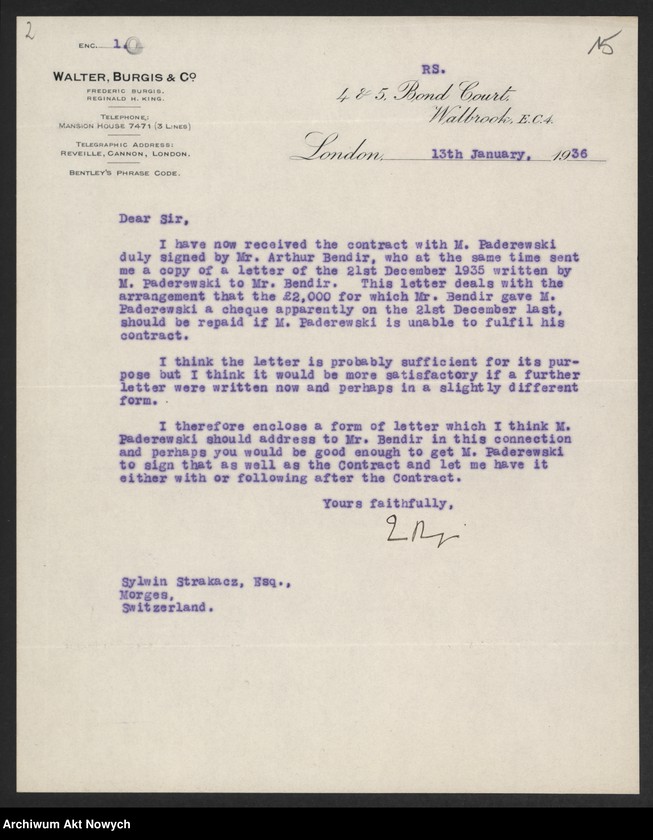 2
ENC. 1.
15
WALTER, BURGIS & Co.
FREDERIC BURGIS.
REGINALD H. KING.
TELEPHONE:
MANSION HOUSE 7471 (3 LINES)
TELEGRAPHIC ADDRESS:
REVEILLE, CANNON, LONDON.
BENTLEY'S PHRASE CODE.
RS.
4 & 5, Bond Court,
Walbrook, E.C.4.
London, 13th January, 1936
Dear Sir,
I have now received the contract with M. Paderewski
duly signed by Mr. Arthur Bendir, who at the same time sent
me a copy of a letter of the 21st December 1935 written by
M. Paderewski to Mr. Bendir. This letter deals with the
arrangement that the £2,000 for which Mr. Bendir gave M.
Paderewski a cheque apparently on the 21st December last,
should be repaid if M. Paderewski is unable to fulfil his
contract.
I think the letter is probably sufficient for its pur-
pose but I think it would be more satisfactory if a further
letter were written now and perhaps in a slightly different
form.
I therefore enclose a form of letter which I think M.
Paderewski should address to Mr. Bendir in this connection
and perhaps you would be good enough to get M. Paderewski
to sign that as well as the Contract and let me have it
either with or following after the Contract.
Yours faithfully,
Sylwin Strakacz, Esq.,
Morges,
Switzerland.
Archiwum Akt Nowych